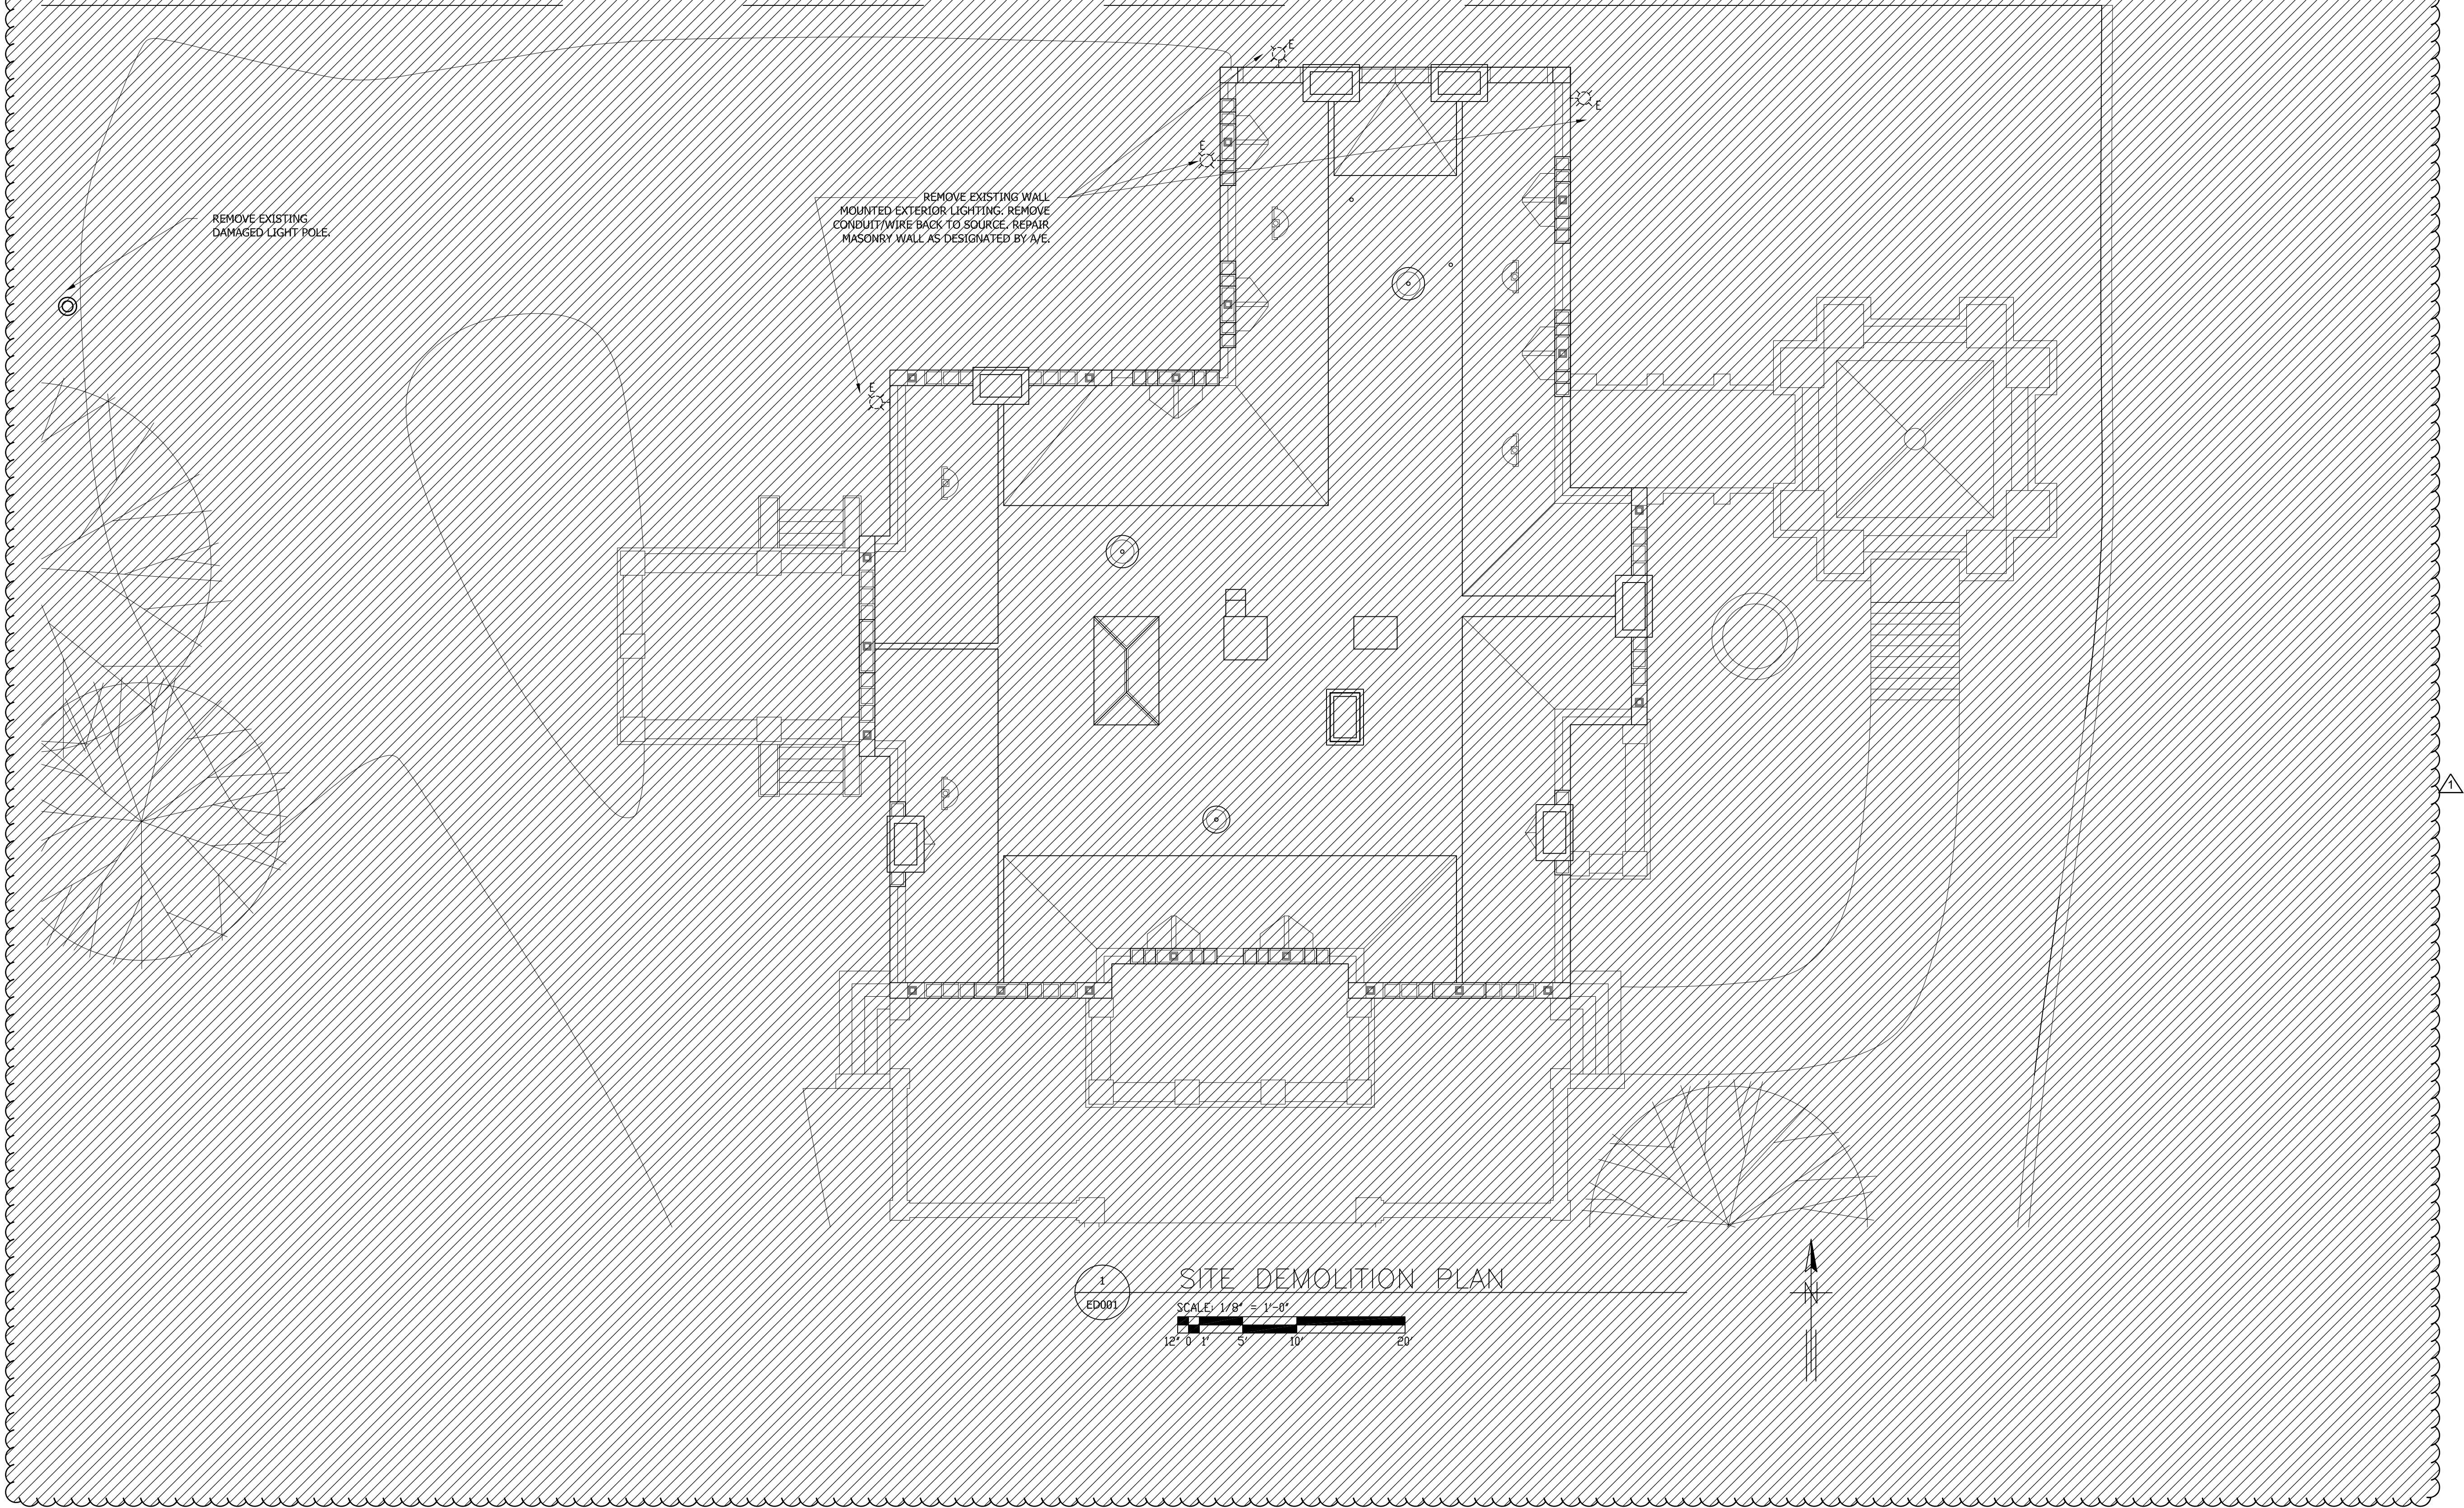 E
E
E
REMOVE EXISTING WALL
MOUNTED EXTERIOR LIGHTING. REMOVE
CONDUIT/WIRE BACK TO SOURCE. REPAIR
MASONRY WALL AS DESIGNATED BY A/E.
REMOVE EXISTING
DAMAGED LIGHT POLE.
E
1
1
ED001
SITE DEMOLITION PLAN
SCALE: 1/8" = 1'-0"
12" 0 1' 5' 10' 20'
N